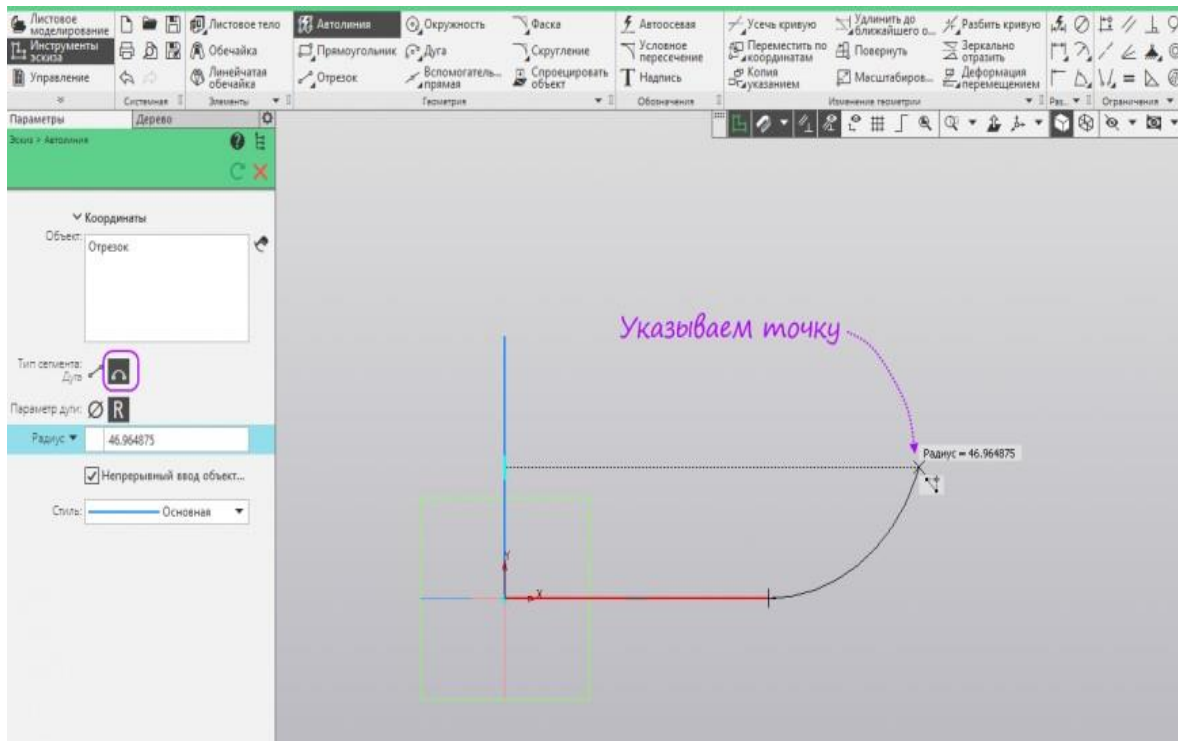 Листовое моделирование
Листовое тело
Автолиния
Окружность
Фаска
Автоосевая
Усечь кривую
Удлинить до ближайшего о...
Разбить кривую
Инструменты эскиза
Обечайка
Прямоугольник
Дуга
Скругление
Условное пересечение
Переместить по координатам
Повернуть
Зеркально отразить
Управление
Линейчатая обечайка
Отрезок
Вспомогатель... прямая
Спроецировать объект
Надпись
Копия указанием
Масштабиров...
Деформация перемещением
Системная
Элементы
Геометрия
Обозначения
Изменение геометрии
Раз...
Ограничения
Параметры
Дерево
Эскиз > Автолиния
Координаты
Объект:
Отрезок
Тип сегмента:
Дуга
Параметр дуги:
R
Радиус
46.964875
Непрерывный ввод объект...
Стиль:
Основная
Указываем точку
Радиус = 46.964875
Y
X